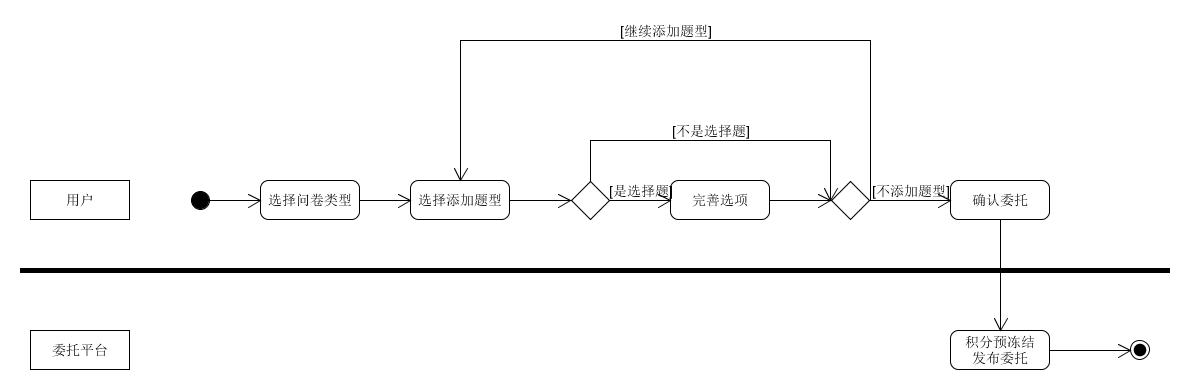 [继续添加题型]
[不是选择题]
用户
选择问卷类型
选择添加题型
[是选择题]
完善选项
[不添加题型]
确认委托
委托平台
积分预冻结
发布委托